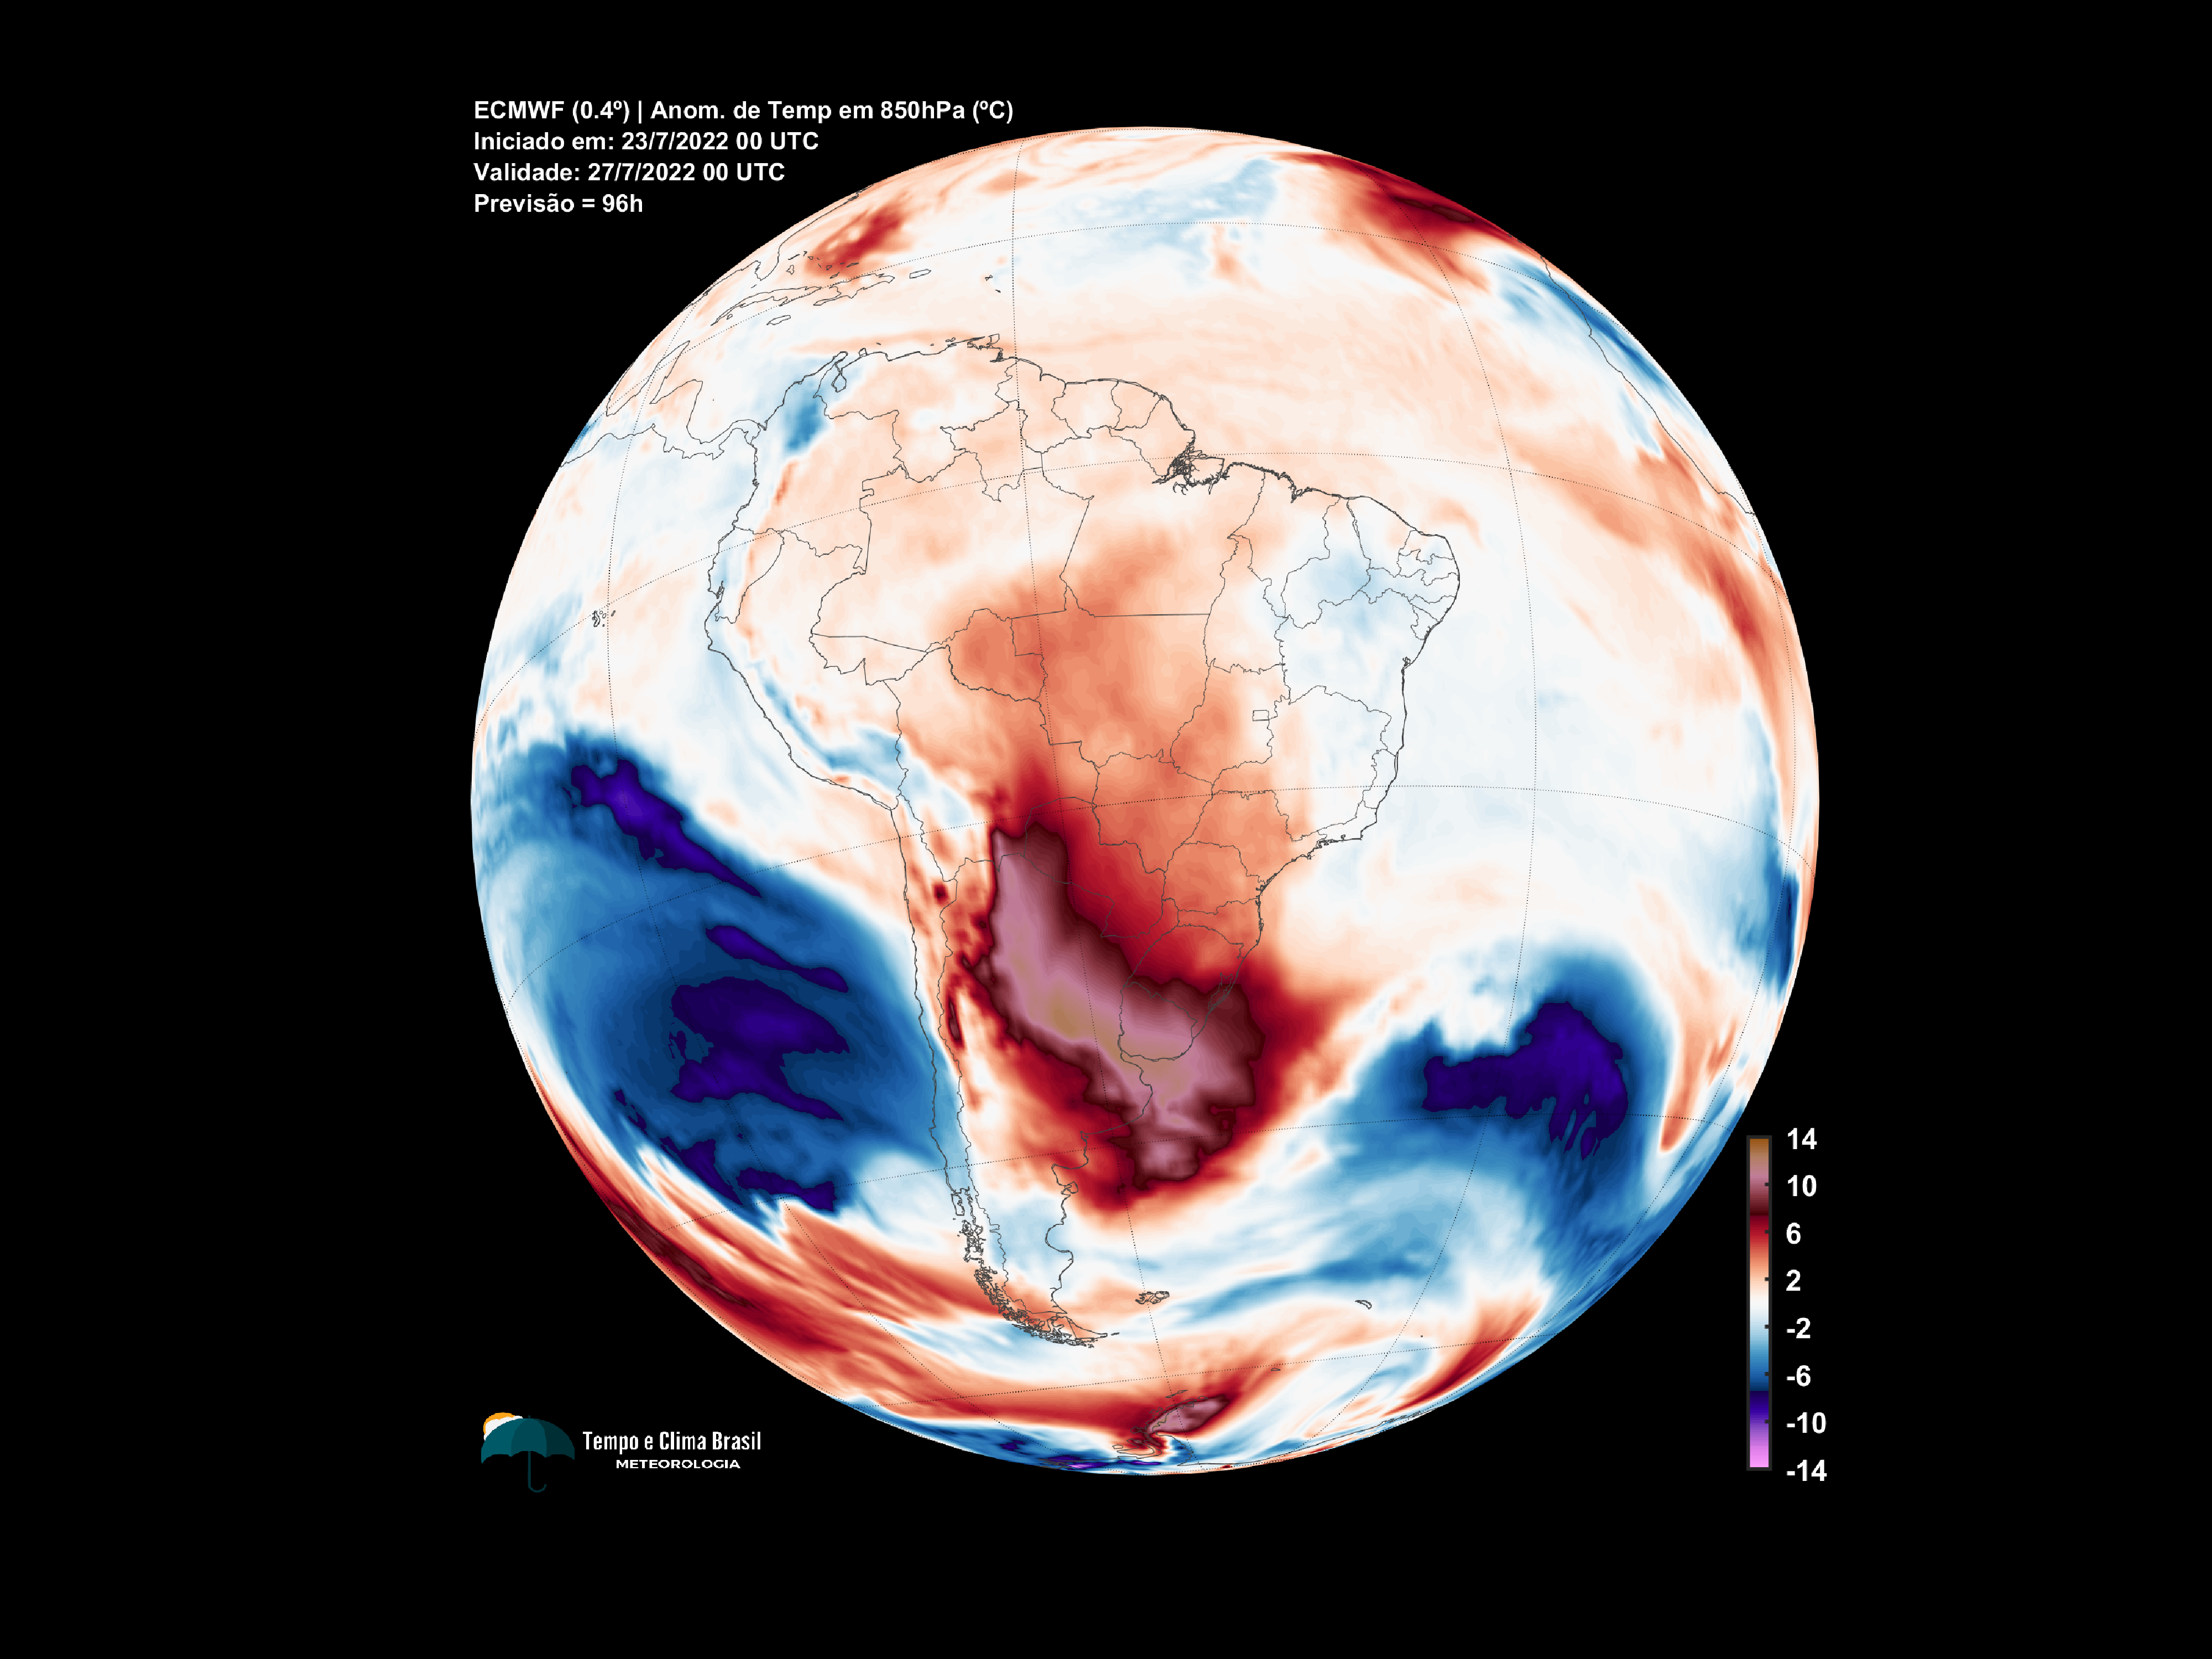 ECMWF (0.4º) | Anom. de Temp em 850hPa (ºC)
Iniciado em: 23/7/2022 00 UTC
Validade: 27/7/2022 00 UTC
Previsão = 96h
14
10
6
2
-2
-6
-10
-14
Tempo e Clima Brasil
METEOROLOGIA